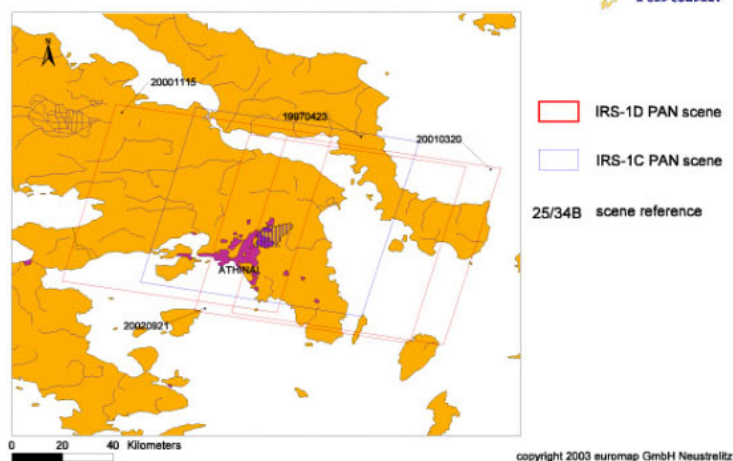 N
20001115
19970423
20010320
IRS-1D PAN scene
IRS-1C PAN scene
25/34B scene reference
ATHINAI
20020921
0 20 40 Kilometers
copyright 2003 euromap GmbH Neustrelitz